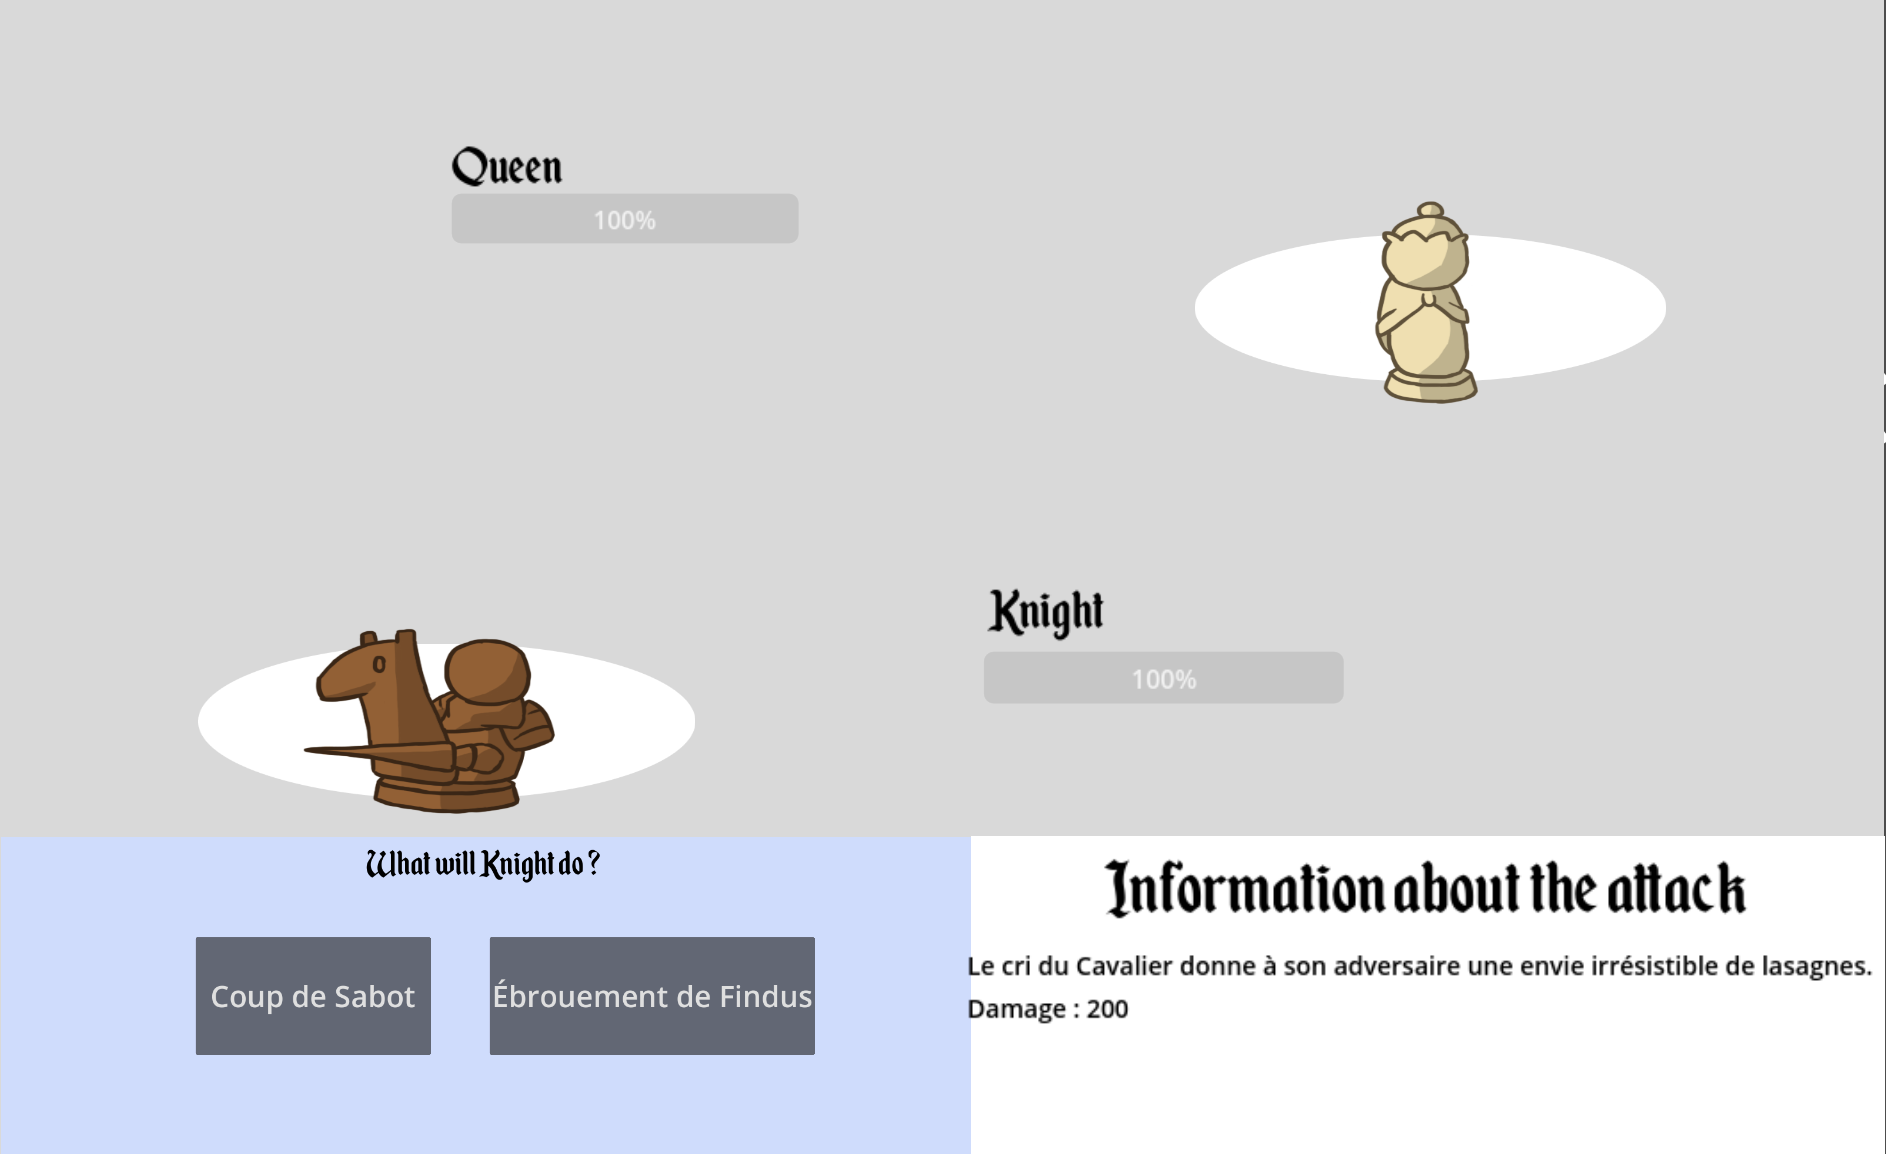 Queen
100%
Knight
100%
What will Knight do ?
Coup de Sabot
Ébrouement de Findus
Information about the attack
Le cri du Cavalier donne à son adversaire une envie irrésistible de lasagnes.
Damage : 200